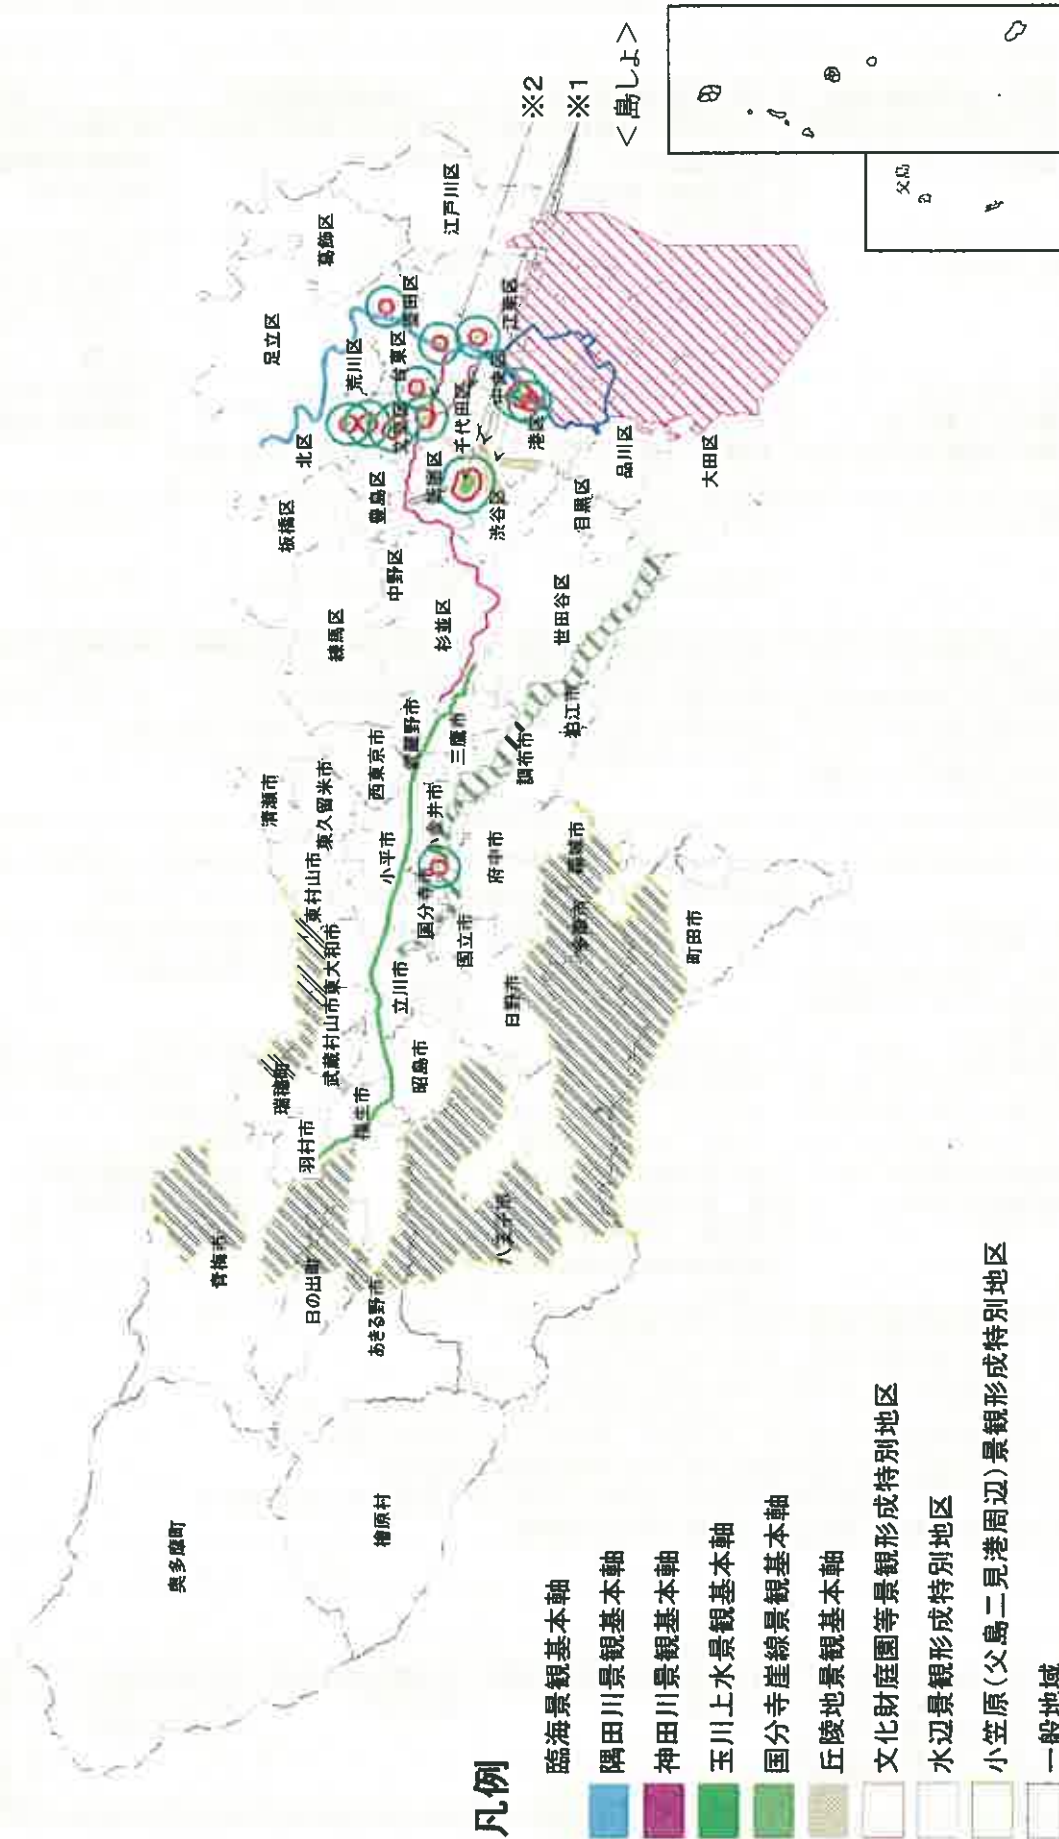 <島しょ>
父島
※2
※1
葛飾区
江戸川区
足立区
墨田区
荒川区
台東区
江東区
北区
文京区
千代田区
中央区
港区
品川区
大田区
板橋区
豊島区
新宿区
渋谷区
目黒区
中野区
練馬区
杉並区
世田谷区
清瀬市
東久留米市
西東京市
武蔵野市
三鷹市
調布市
狛江市
東村山市
小平市
小金井市
府中市
稲城市
東大和市
国分寺市
国立市
多摩市
町田市
武蔵村山市
立川市
日野市
瑞穂町
昭島市
羽村市
福生市
青梅市
日の出町
あきる野市
八王子市
奥多摩町
檜原村
凡例
臨海景観基本軸
隅田川景観基本軸
神田川景観基本軸
玉川上水景観基本軸
国分寺崖線景観基本軸
丘陵地景観基本軸
文化財庭園等景観形成特別地区
水辺景観形成特別地区
小笠原(父島二見港周辺)景観形成特別地区
一般地域